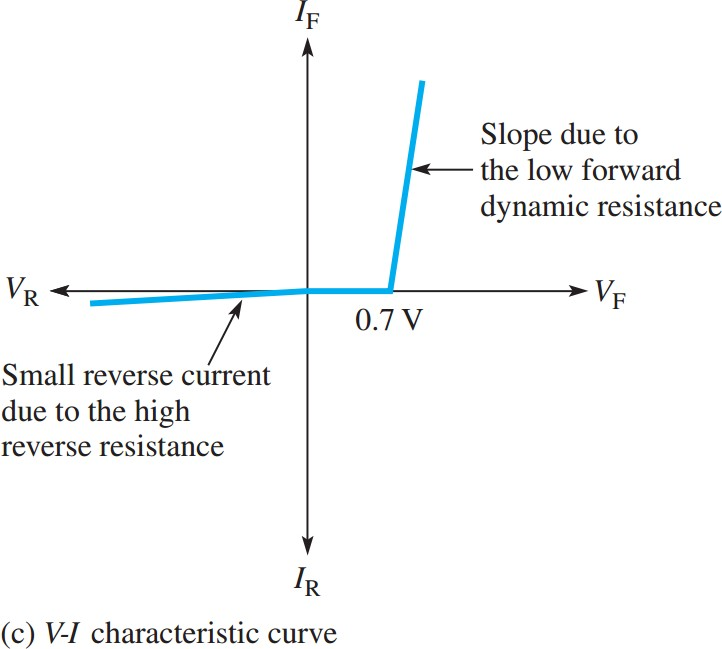 I_F
Slope due to
the low forward
dynamic resistance
V_R
V_F
0.7 V
Small reverse current
due to the high
reverse resistance
I_R
(c) V-I characteristic curve